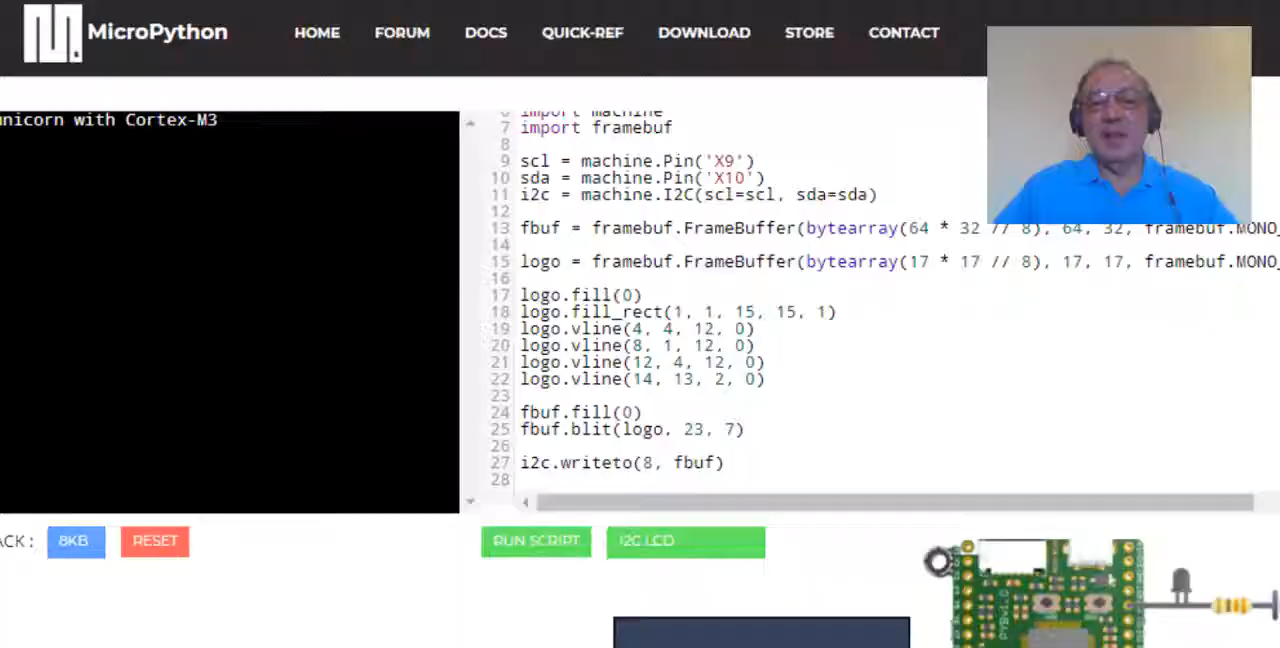 MicroPython
HOME FORUM DOCS QUICK-REF DOWNLOAD STORE CONTACT
unicorn with Cortex-M3
6 import machine
7 import framebuf
8
9 scl = machine.Pin('X9')
10 sda = machine.Pin('X10')
11 i2c = machine.I2C(scl=scl, sda=sda)
12
13 fbuf = framebuf.FrameBuffer(bytearray(64 * 32 // 8), 64, 32, framebuf.MONO_
14
15 logo = framebuf.FrameBuffer(bytearray(17 * 17 // 8), 17, 17, framebuf.MONO_
16
17 logo.fill(0)
18 logo.fill_rect(1, 1, 15, 15, 1)
19 logo.vline(4, 4, 12, 0)
20 logo.vline(8, 1, 12, 0)
21 logo.vline(12, 4, 12, 0)
22 logo.vline(14, 13, 2, 0)
23
24 fbuf.fill(0)
25 fbuf.blit(logo, 23, 7)
26
27 i2c.writeto(8, fbuf)
28
ACK: 8KB RESET
RUN SCRIPT I2C LCD
PYBv1.0